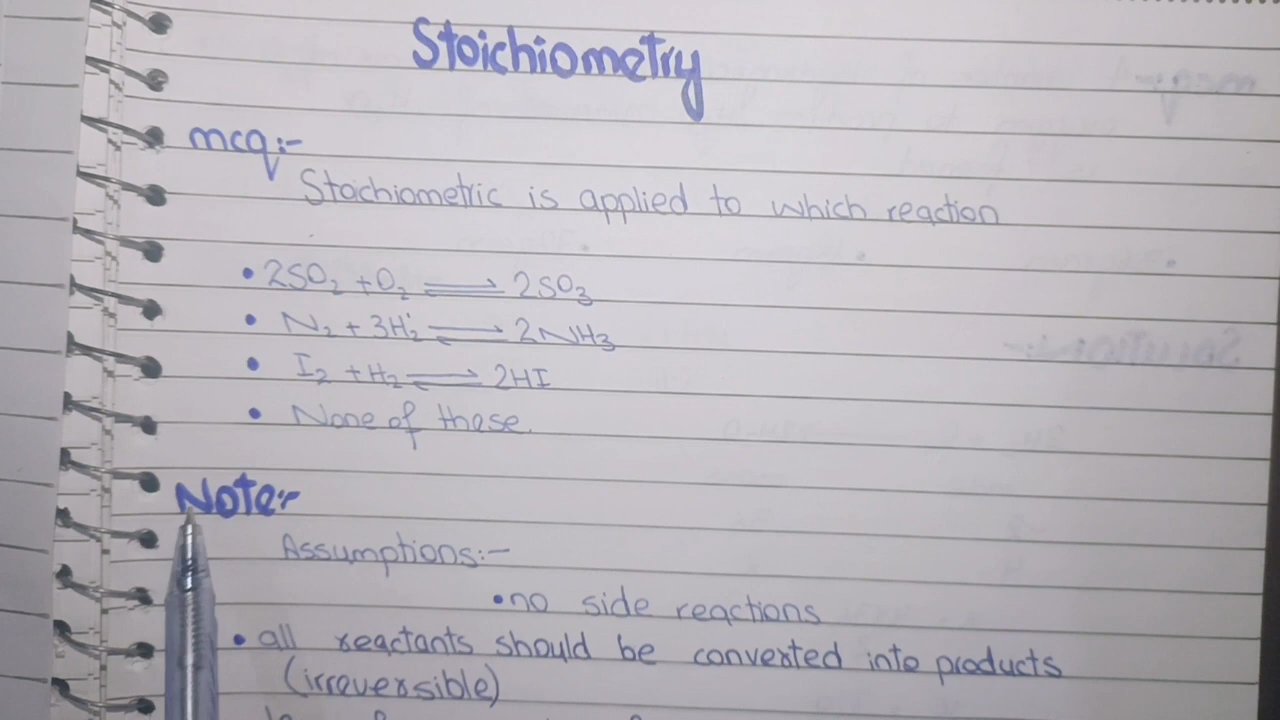 Stoichiometry
mcq:-
Stoichiometric is applied to which reaction
• 2SO₂ + O₂ ⇌ 2SO₃
• N₂ + 3H₂ ⇌ 2NH₃
• I₂ + H₂ ⇌ 2HI
• None of these.
Note:-
Assumptions:-
• no side reactions
• all reactants should be converted into products
(irreversible)